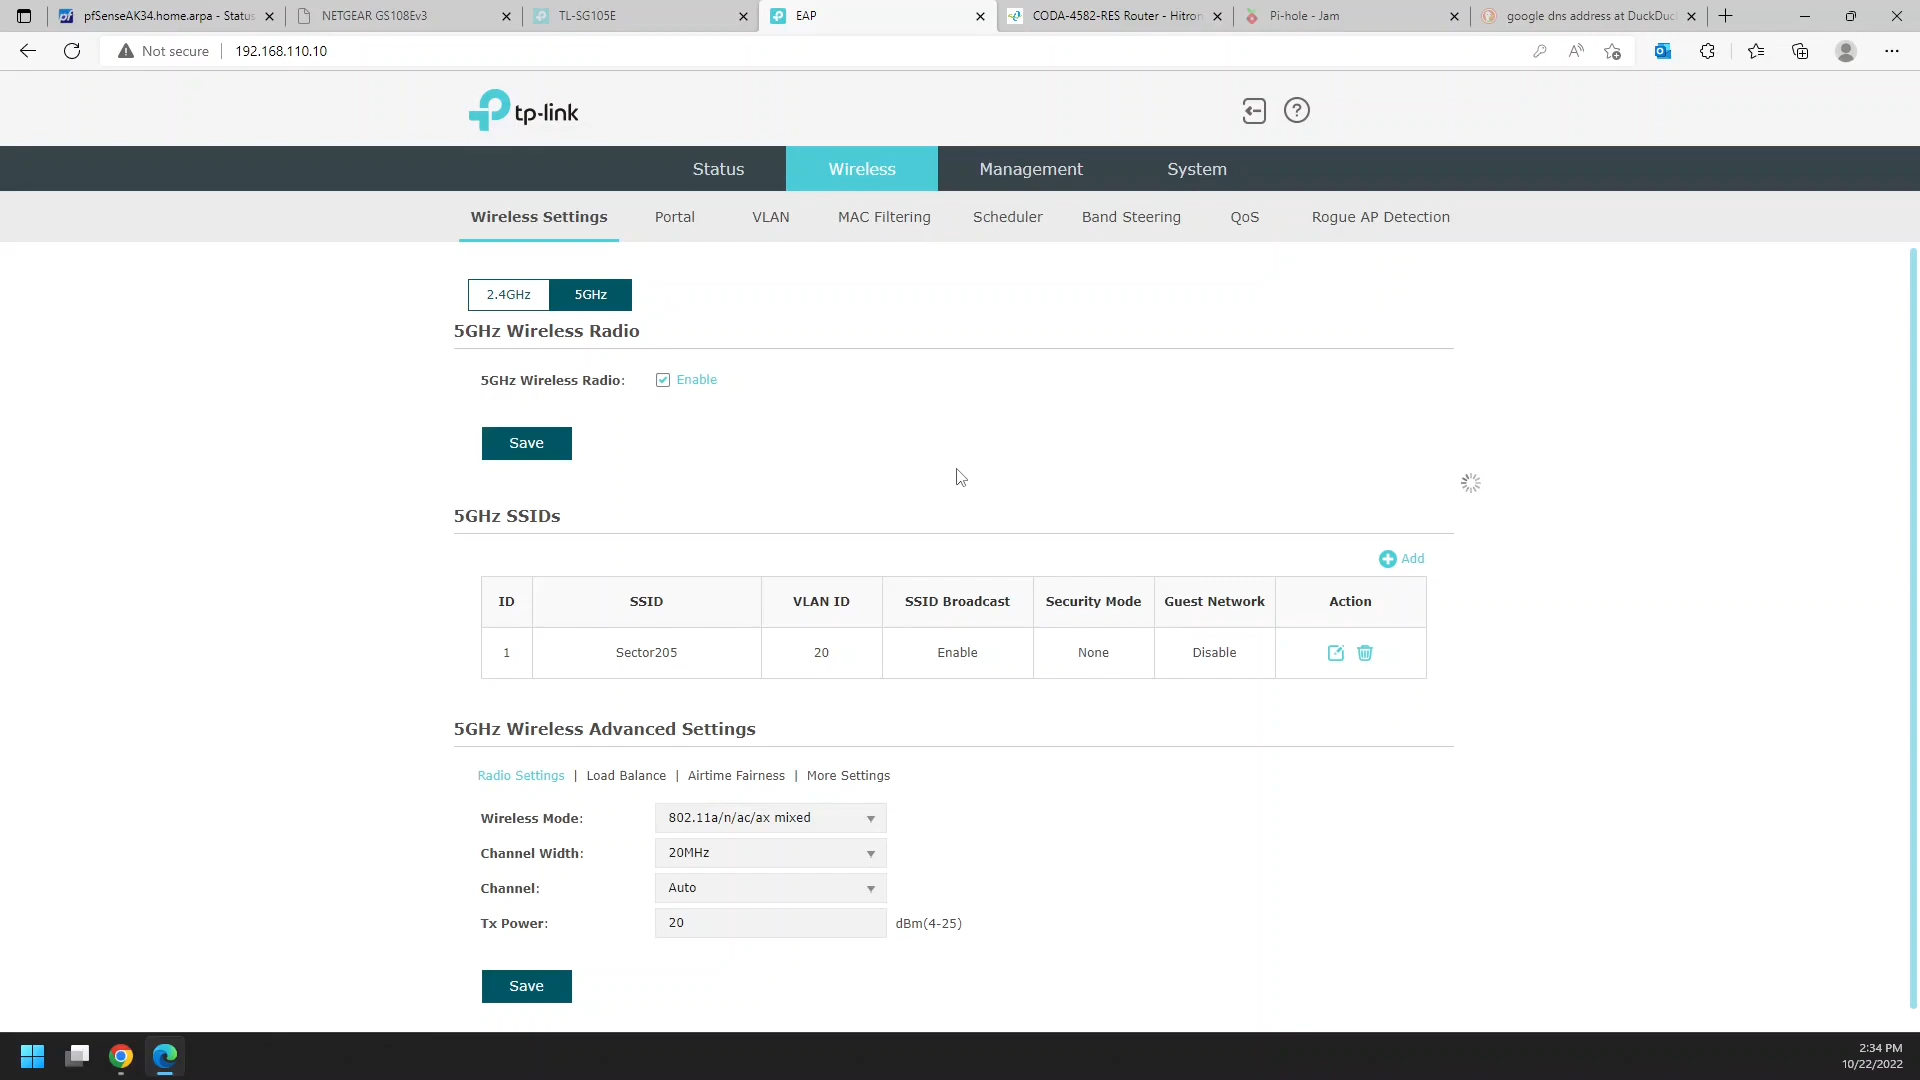 pfSenseAK34.home.arpa - Status
NETGEAR GS108Ev3
TL-SG105E
EAP
CODA-4582-RES Router - Hitron
Pi-hole - Jam
google dns address at DuckDuc
Not secure
192.168.110.10
tp-link
Status
Wireless
Management
System
Wireless Settings
Portal
VLAN
MAC Filtering
Scheduler
Band Steering
QoS
Rogue AP Detection
2.4GHz
5GHz
5GHz Wireless Radio
5GHz Wireless Radio:
Enable
Save
5GHz SSIDs
Add
ID SSID VLAN ID SSID Broadcast Security Mode Guest Network Action
1 Sector205 20 Enable None Disable
5GHz Wireless Advanced Settings
Radio Settings | Load Balance | Airtime Fairness | More Settings
Wireless Mode: 802.11a/n/ac/ax mixed
Channel Width: 20MHz
Channel: Auto
Tx Power: 20 dBm(4-25)
Save
2:34 PM
10/22/2022